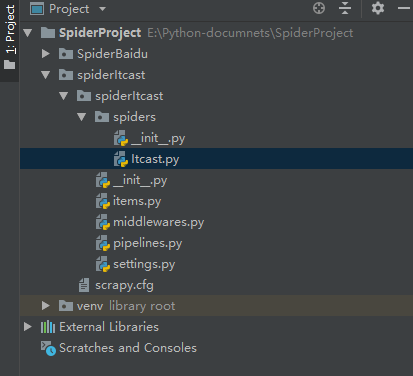 Project
1: Project
SpiderProject E:\Python-documnets\SpiderProject
SpiderBaidu
spiderItcast
spiderItcast
spiders
__init__.py
Itcast.py
__init__.py
items.py
middlewares.py
pipelines.py
settings.py
scrapy.cfg
venv library root
External Libraries
Scratches and Consoles